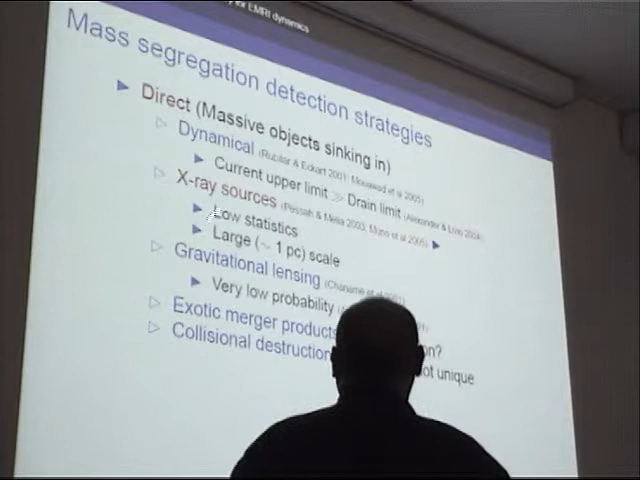 for EMRI dynamics
Mass segregation detection strategies
Direct (Massive objects sinking in)
Dynamical (Rubilar & Eckart 2001, Mouawad et al 2005)
Current upper limit ≫ Drain limit (Alexander & Livio 2004)
X-ray sources (Pessah & Melia 2003, Muno et al 2005)
Low statistics
Large (~ 1 pc) scale
Gravitational lensing (Chanamé et al 2001)
Very low probability
Exotic merger products on?
Collisional destruction ot unique